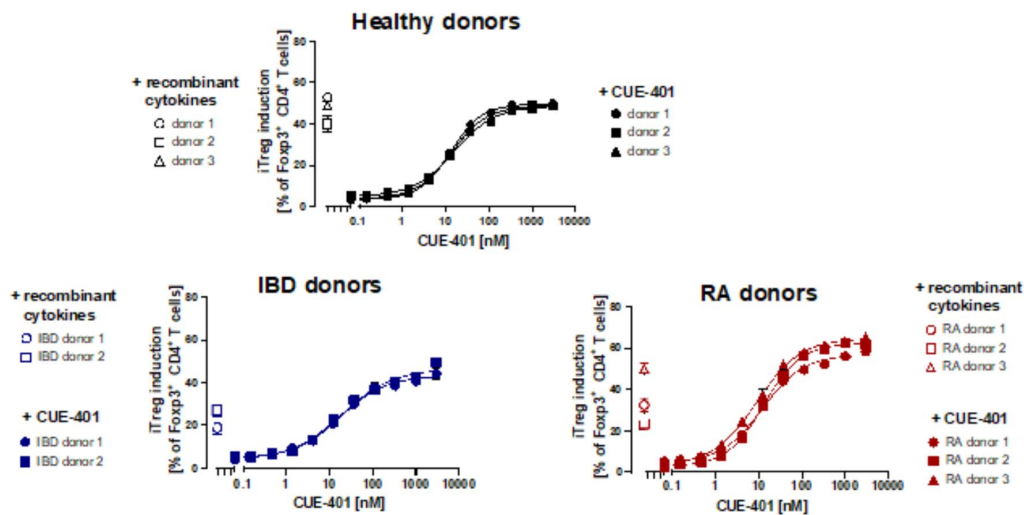 Healthy donors
+ recombinant
cytokines
donor 1
donor 2
donor 3
iTreg induction
[% of Foxp3⁺ CD4⁺ T cells]
80
60
40
20
0
0.1
1
10
100
1000
10000
CUE-401 [nM]
+ CUE-401
donor 1
donor 2
donor 3
IBD donors
+ recombinant
cytokines
IBD donor 1
IBD donor 2
+ CUE-401
IBD donor 1
IBD donor 2
iTreg induction
[% of Foxp3⁺ CD4⁺ T cells]
80
60
40
20
0
0.1
1
10
100
1000
10000
CUE-401 [nM]
RA donors
iTreg induction
[% of Foxp3⁺ CD4⁺ T cells]
80
60
40
20
0
0.1
1
10
100
1000
10000
CUE-401 [nM]
+ recombinant
cytokines
RA donor 1
RA donor 2
RA donor 3
+ CUE-401
RA donor 1
RA donor 2
RA donor 3